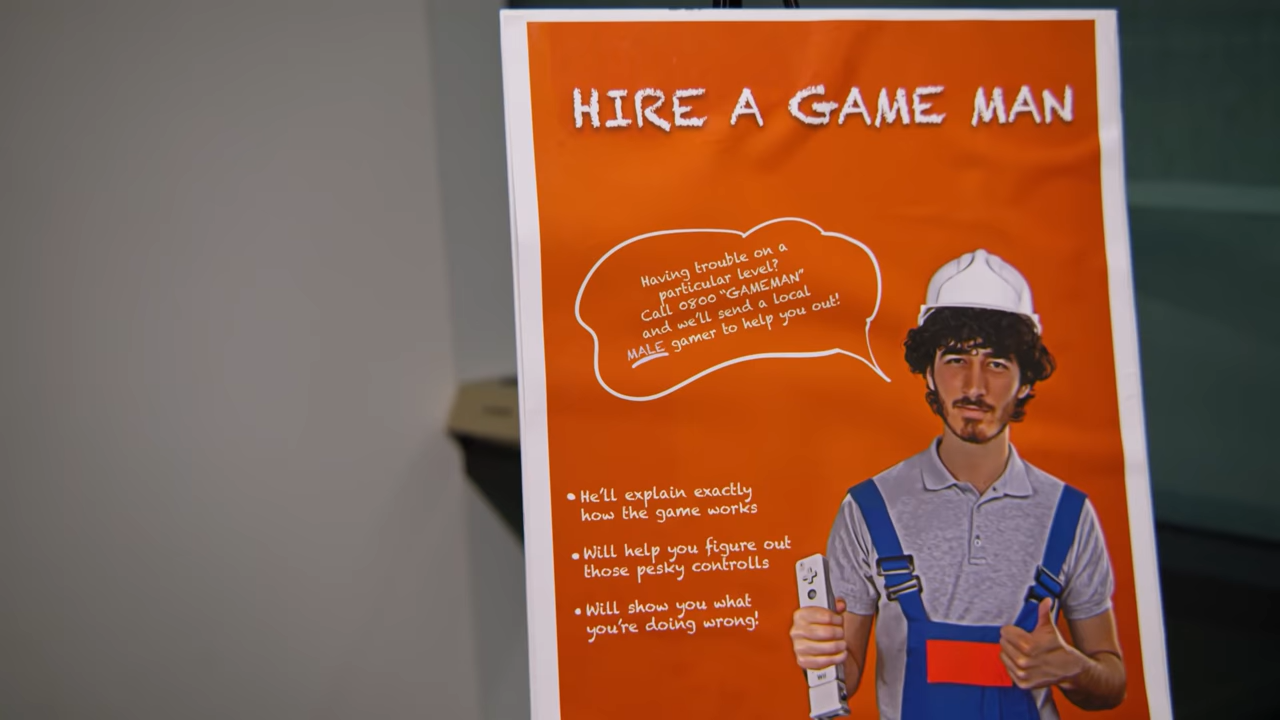 HIRE A GAME MAN
Having trouble on a
particular level?
Call 0800 "GAMEMAN"
and we'll send a local
MALE gamer to help you out!
• He'll explain exactly
how the game works
• Will help you figure out
those pesky controlls
• Will show you what
you're doing wrong!
Wii